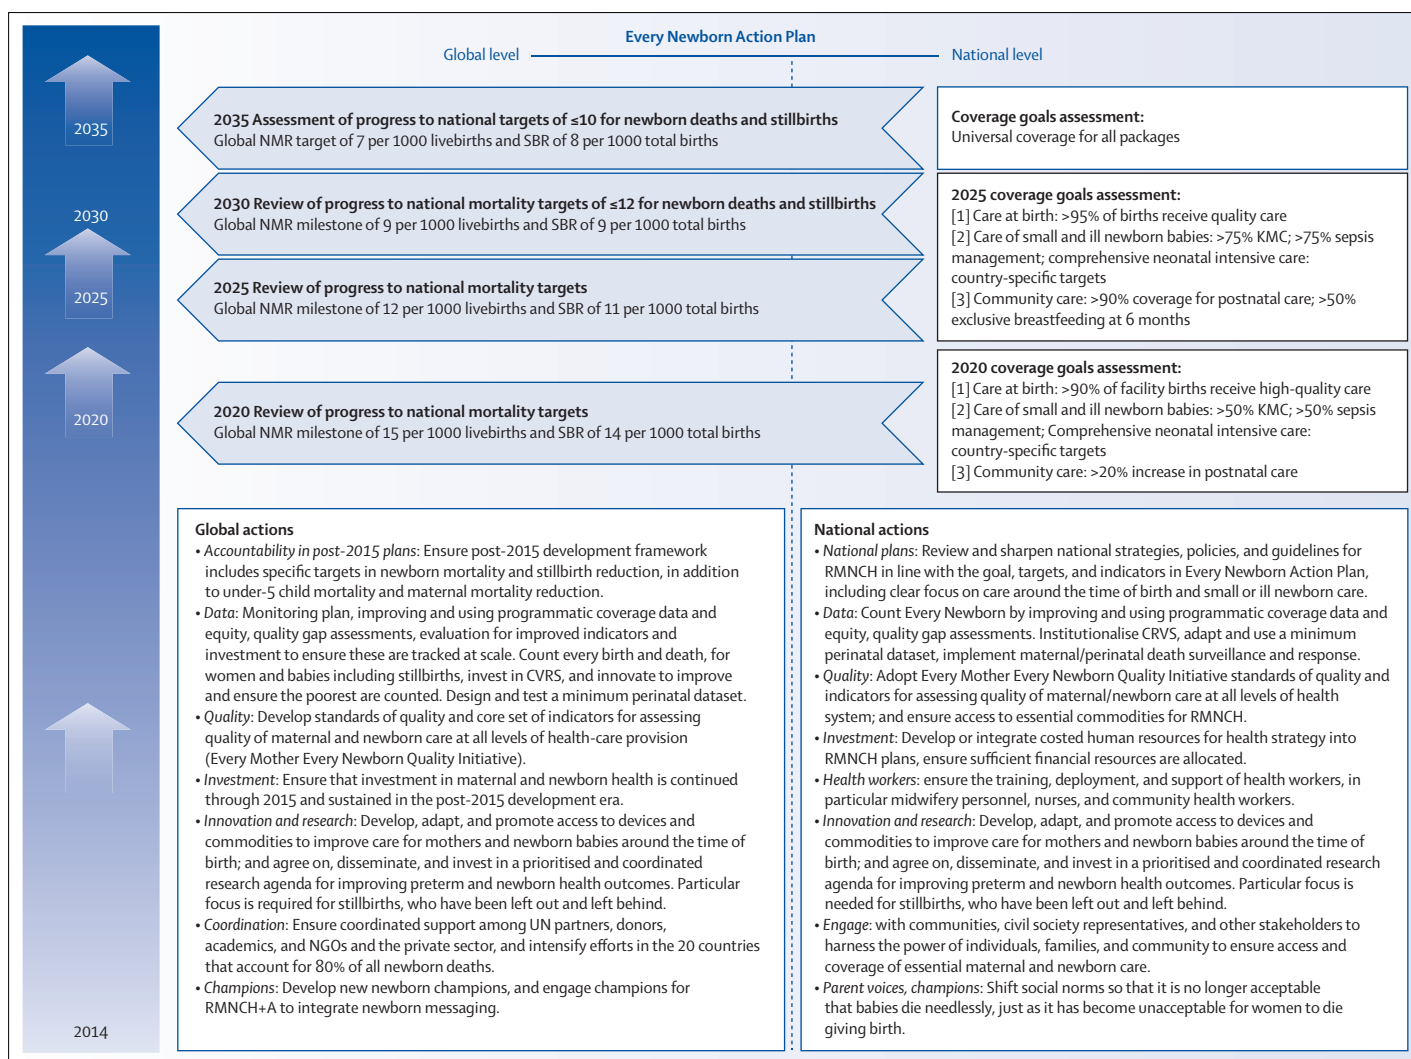 Every Newborn Action Plan
Global level
National level
2035
2030
2025
2020
2014
2035 Assessment of progress to national targets of ≤10 for newborn deaths and stillbirths
Global NMR target of 7 per 1000 livebirths and SBR of 8 per 1000 total births
Coverage goals assessment:
Universal coverage for all packages
2030 Review of progress to national mortality targets of ≤12 for newborn deaths and stillbirths
Global NMR milestone of 9 per 1000 livebirths and SBR of 9 per 1000 total births
2025 Review of progress to national mortality targets
Global NMR milestone of 12 per 1000 livebirths and SBR of 11 per 1000 total births
2025 coverage goals assessment:
[1] Care at birth: >95% of births receive quality care
[2] Care of small and ill newborn babies: >75% KMC; >75% sepsis
management; comprehensive neonatal intensive care:
country-specific targets
[3] Community care: >90% coverage for postnatal care; >50%
exclusive breastfeeding at 6 months
2020 Review of progress to national mortality targets
Global NMR milestone of 15 per 1000 livebirths and SBR of 14 per 1000 total births
2020 coverage goals assessment:
[1] Care at birth: >90% of facility births receive high-quality care
[2] Care of small and ill newborn babies: >50% KMC; >50% sepsis
management; Comprehensive neonatal intensive care:
country-specific targets
[3] Community care: >20% increase in postnatal care
Global actions
• Accountability in post-2015 plans: Ensure post-2015 development framework
includes specific targets in newborn mortality and stillbirth reduction, in addition
to under-5 child mortality and maternal mortality reduction.
• Data: Monitoring plan, improving and using programmatic coverage data and
equity, quality gap assessments, evaluation for improved indicators and
investment to ensure these are tracked at scale. Count every birth and death, for
women and babies including stillbirths, invest in CVRS, and innovate to improve
and ensure the poorest are counted. Design and test a minimum perinatal dataset.
• Quality: Develop standards of quality and core set of indicators for assessing
quality of maternal and newborn care at all levels of health-care provision
(Every Mother Every Newborn Quality Initiative).
• Investment: Ensure that investment in maternal and newborn health is continued
through 2015 and sustained in the post-2015 development era.
• Innovation and research: Develop, adapt, and promote access to devices and
commodities to improve care for mothers and newborn babies around the time of
birth; and agree on, disseminate, and invest in a prioritised and coordinated
research agenda for improving preterm and newborn health outcomes. Particular
focus is required for stillbirths, who have been left out and left behind.
• Coordination: Ensure coordinated support among UN partners, donors,
academics, and NGOs and the private sector, and intensify efforts in the 20 countries
that account for 80% of all newborn deaths.
• Champions: Develop new newborn champions, and engage champions for
RMNCH+A to integrate newborn messaging.
National actions
• National plans: Review and sharpen national strategies, policies, and guidelines for
RMNCH in line with the goal, targets, and indicators in Every Newborn Action Plan,
including clear focus on care around the time of birth and small or ill newborn care.
• Data: Count Every Newborn by improving and using programmatic coverage data and
equity, quality gap assessments. Institutionalise CRVS, adapt and use a minimum
perinatal dataset, implement maternal/perinatal death surveillance and response.
• Quality: Adopt Every Mother Every Newborn Quality Initiative standards of quality and
indicators for assessing quality of maternal/newborn care at all levels of health
system; and ensure access to essential commodities for RMNCH.
• Investment: Develop or integrate costed human resources for health strategy into
RMNCH plans, ensure sufficient financial resources are allocated.
• Health workers: ensure the training, deployment, and support of health workers, in
particular midwifery personnel, nurses, and community health workers.
• Innovation and research: Develop, adapt, and promote access to devices and
commodities to improve care for mothers and newborn babies around the time of
birth; and agree on, disseminate, and invest in a prioritised and coordinated research
agenda for improving preterm and newborn health outcomes. Particular focus is
needed for stillbirths, who have been left out and left behind.
• Engage: with communities, civil society representatives, and other stakeholders to
harness the power of individuals, families, and community to ensure access and
coverage of essential maternal and newborn care.
• Parent voices, champions: Shift social norms so that it is no longer acceptable
that babies die needlessly, just as it has become unacceptable for women to die
giving birth.